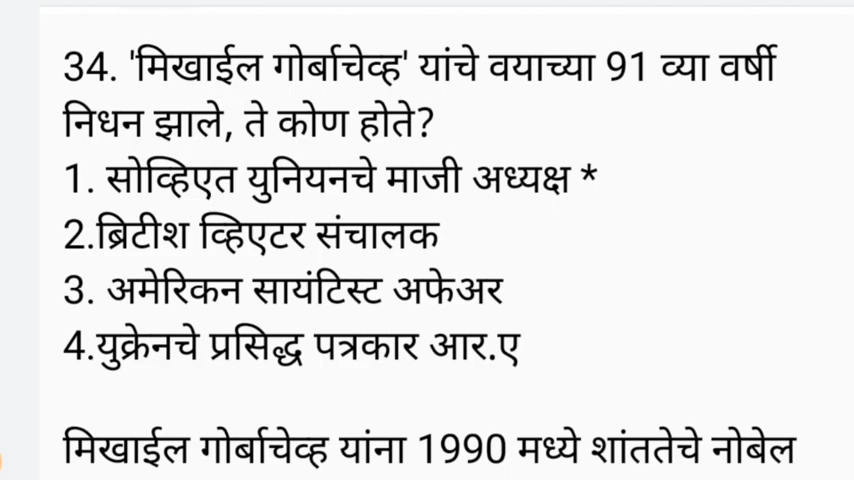 34. 'मिखाईल गोर्बाचेव्ह' यांचे वयाच्या 91 व्या वर्षी
निधन झाले, ते कोण होते?
1. सोव्हिएत युनियनचे माजी अध्यक्ष *
2.ब्रिटीश व्हिएटर संचालक
3. अमेरिकन सायंटिस्ट अफेअर
4.युक्रेनचे प्रसिद्ध पत्रकार आर.ए
मिखाईल गोर्बाचेव्ह यांना 1990 मध्ये शांततेचे नोबेल